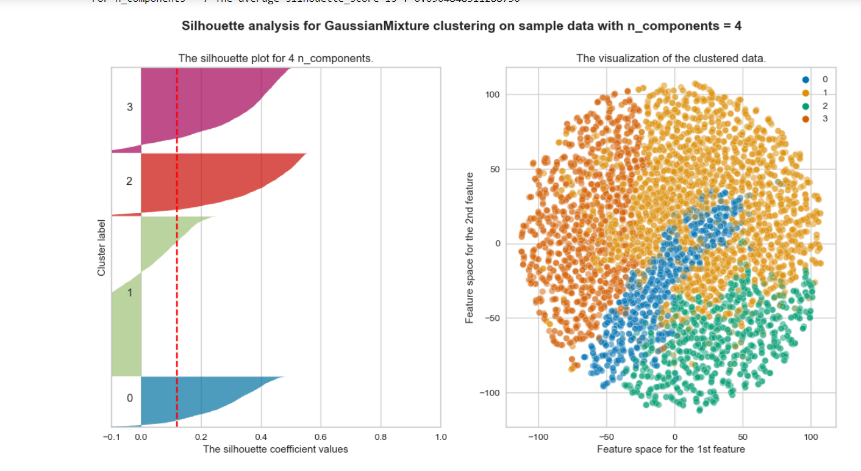 Silhouette analysis for GaussianMixture clustering on sample data with n_components = 4
The silhouette plot for 4 n_components.
3
2
1
0
Cluster label
−0.1 0.0 0.2 0.4 0.6 0.8 1.0
The silhouette coefficient values
The visualization of the clustered data.
0
1
2
3
100
50
0
−50
−100
Feature space for the 2nd feature
−100 −50 0 50 100
Feature space for the 1st feature